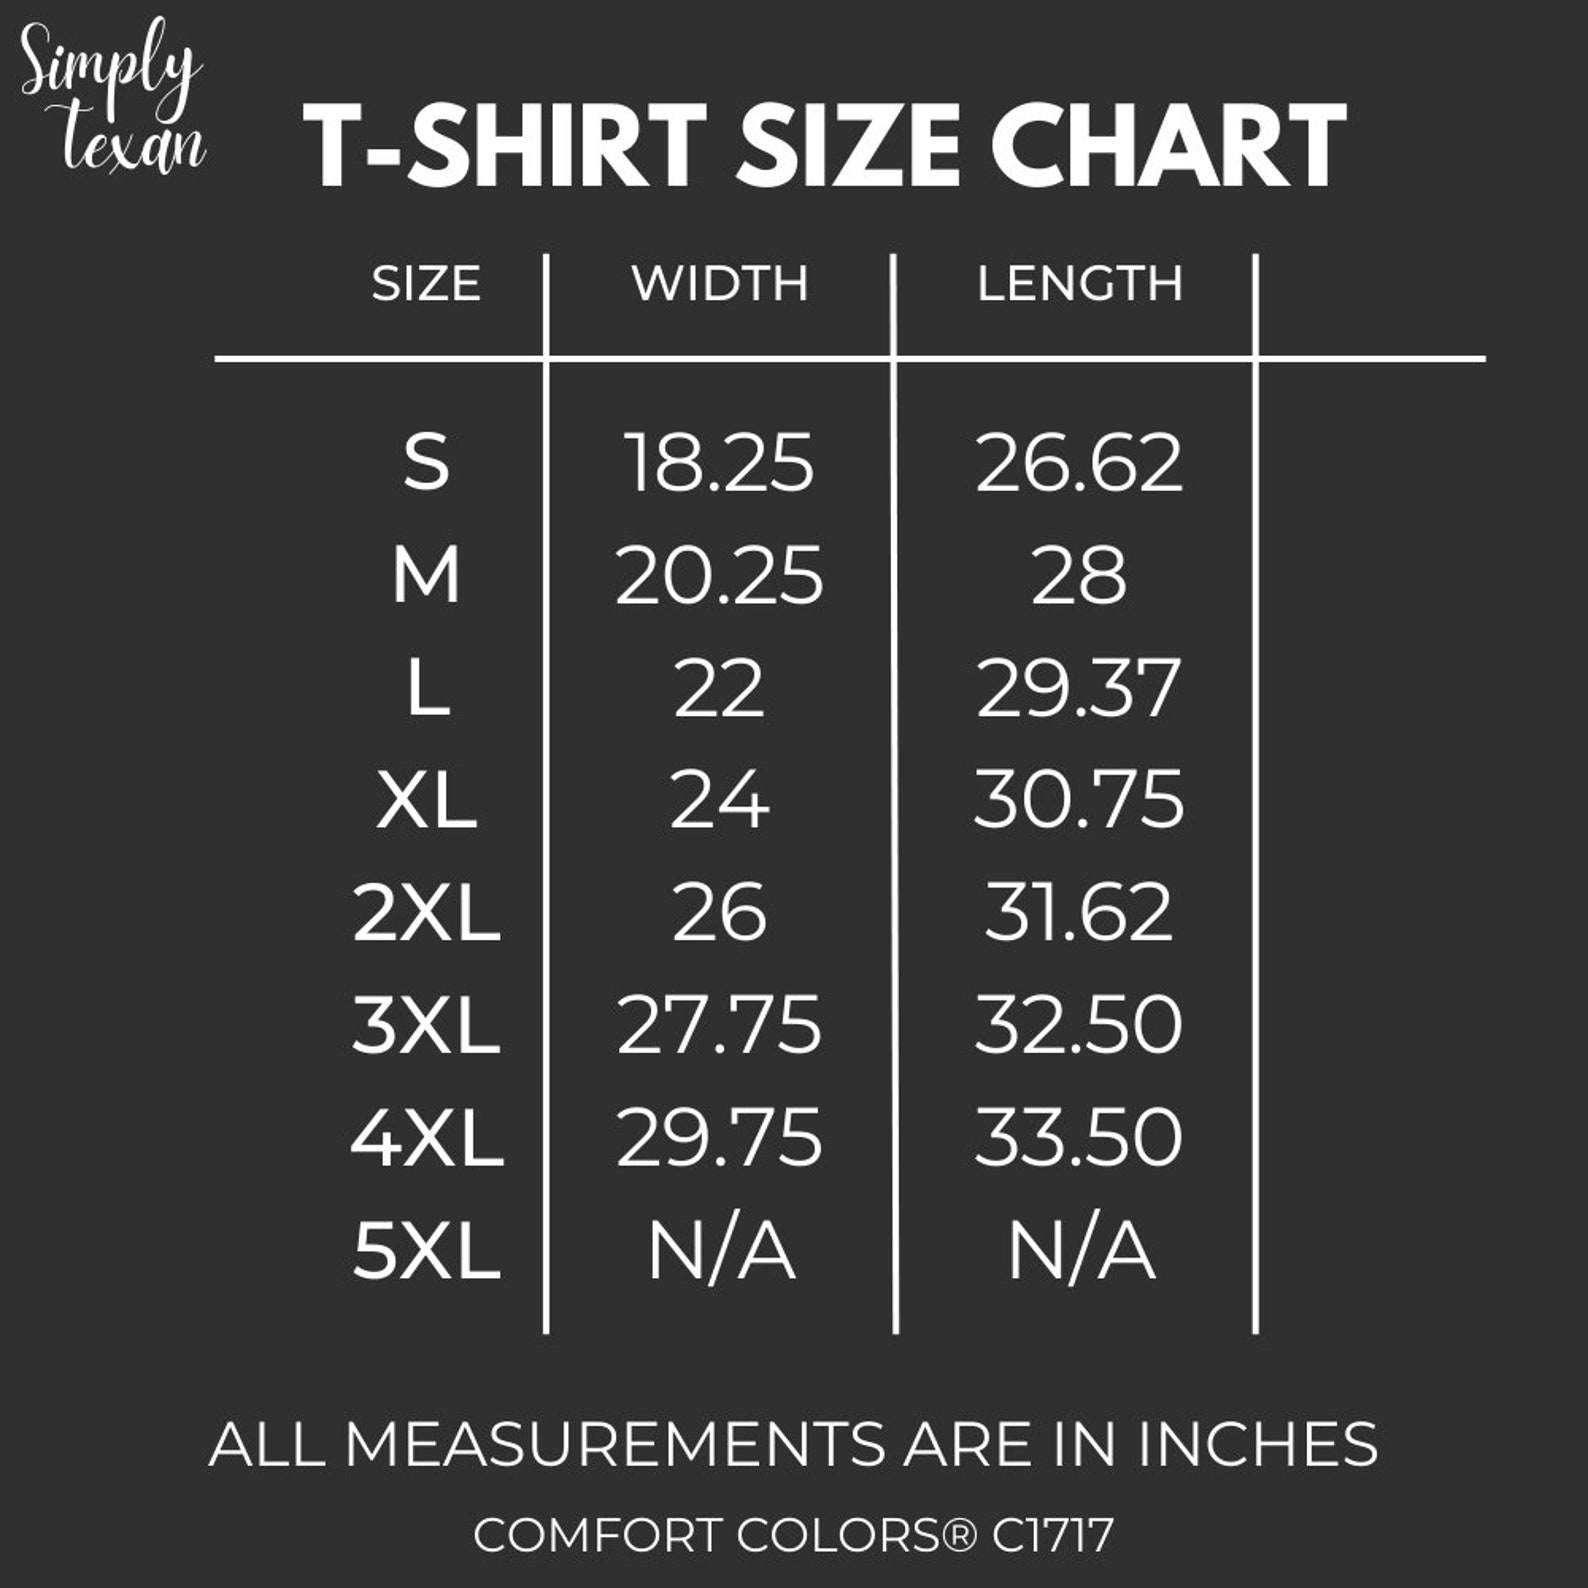 Simply
Texan
T-SHIRT SIZE CHART
SIZE WIDTH LENGTH
S 18.25 26.62
M 20.25 28
L 22 29.37
XL 24 30.75
2XL 26 31.62
3XL 27.75 32.50
4XL 29.75 33.50
5XL N/A N/A
ALL MEASUREMENTS ARE IN INCHES
COMFORT COLORS® C1717